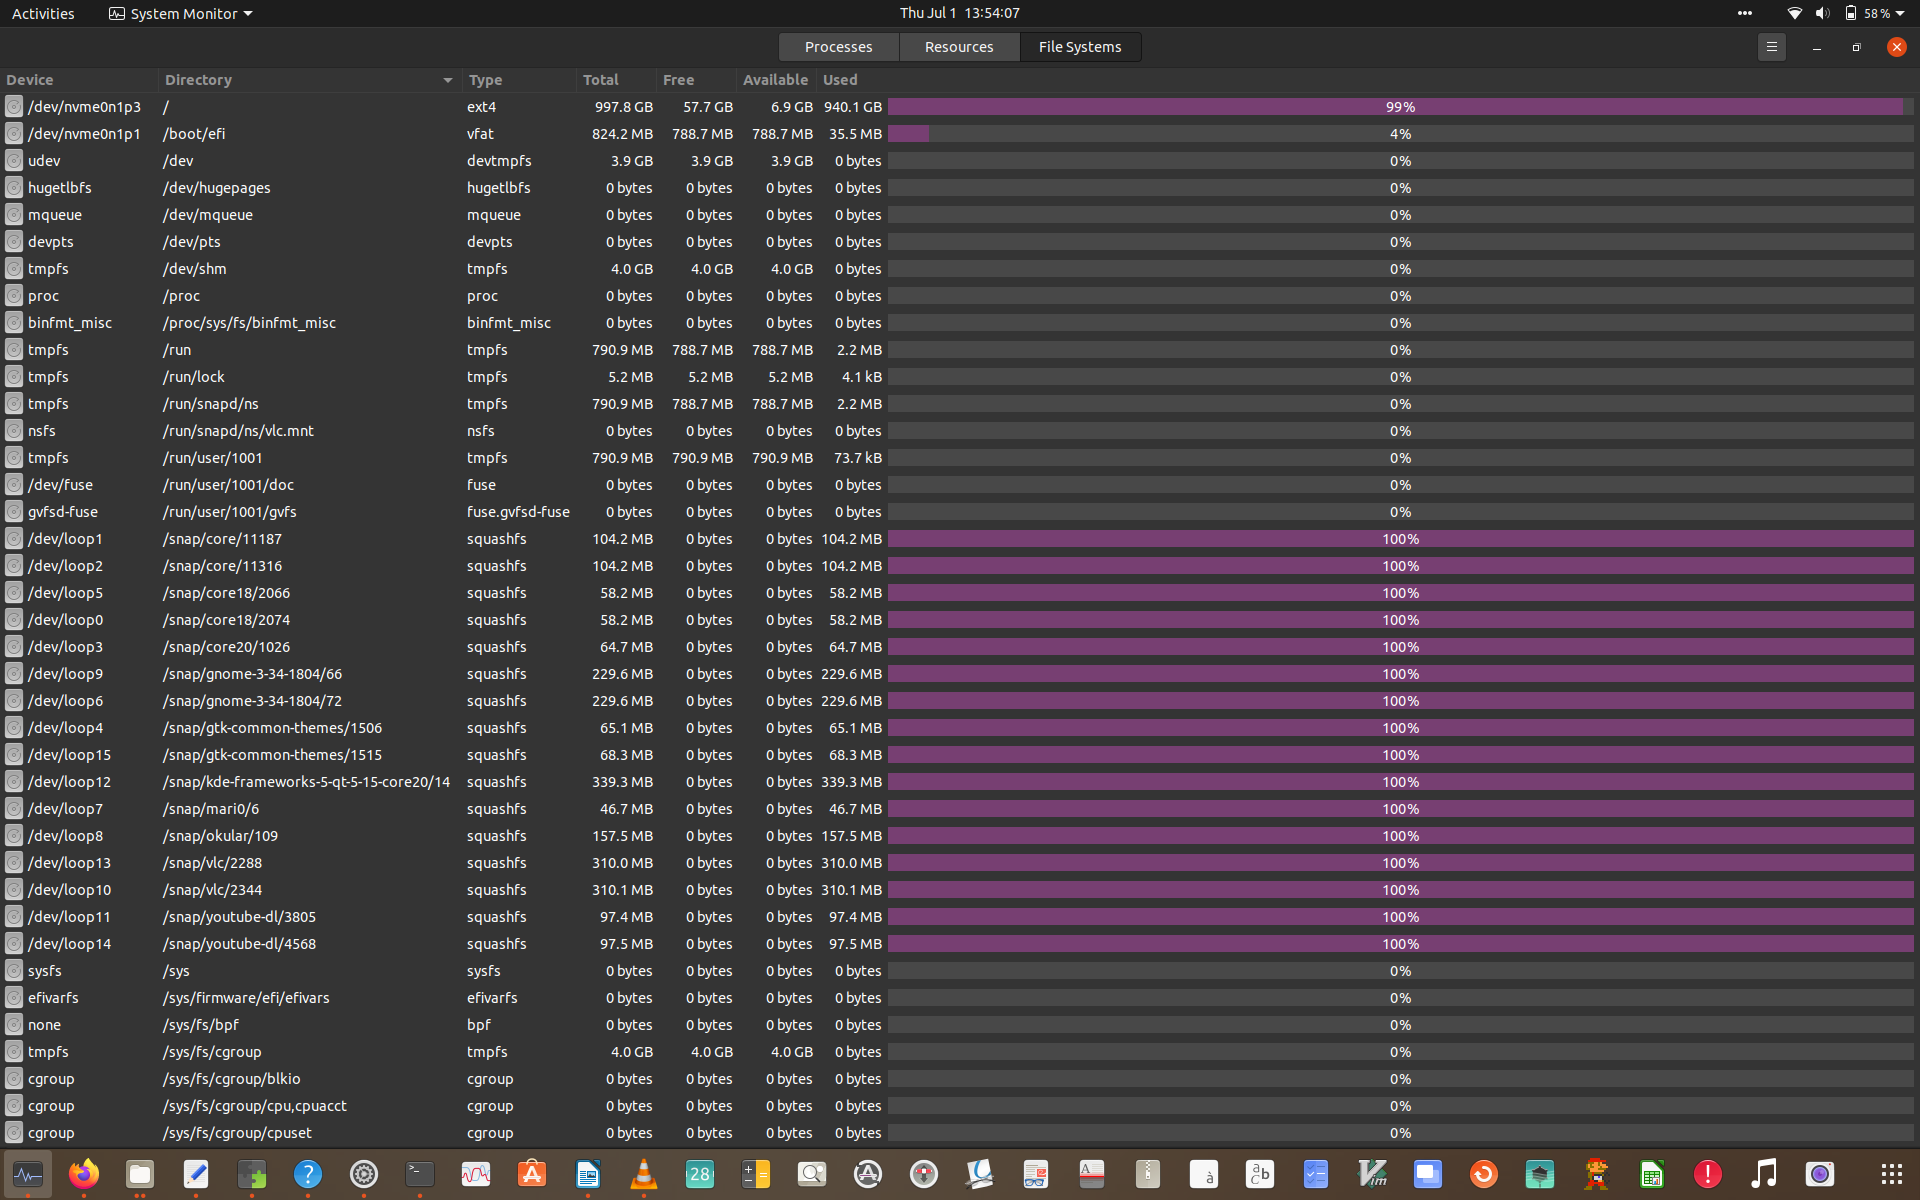 Activities System Monitor Thu Jul 1 13:54:07 58 %
Processes Resources File Systems
Device Directory Type Total Free Available Used
/dev/nvme0n1p3 / ext4 997.8 GB 57.7 GB 6.9 GB 940.1 GB 99%
/dev/nvme0n1p1 /boot/efi vfat 824.2 MB 788.7 MB 788.7 MB 35.5 MB 4%
udev /dev devtmpfs 3.9 GB 3.9 GB 3.9 GB 0 bytes 0%
hugetlbfs /dev/hugepages hugetlbfs 0 bytes 0 bytes 0 bytes 0 bytes 0%
mqueue /dev/mqueue mqueue 0 bytes 0 bytes 0 bytes 0 bytes 0%
devpts /dev/pts devpts 0 bytes 0 bytes 0 bytes 0 bytes 0%
tmpfs /dev/shm tmpfs 4.0 GB 4.0 GB 4.0 GB 0 bytes 0%
proc /proc proc 0 bytes 0 bytes 0 bytes 0 bytes 0%
binfmt_misc /proc/sys/fs/binfmt_misc binfmt_misc 0 bytes 0 bytes 0 bytes 0 bytes 0%
tmpfs /run tmpfs 790.9 MB 788.7 MB 788.7 MB 2.2 MB 0%
tmpfs /run/lock tmpfs 5.2 MB 5.2 MB 5.2 MB 4.1 kB 0%
tmpfs /run/snapd/ns tmpfs 790.9 MB 788.7 MB 788.7 MB 2.2 MB 0%
nsfs /run/snapd/ns/vlc.mnt nsfs 0 bytes 0 bytes 0 bytes 0 bytes 0%
tmpfs /run/user/1001 tmpfs 790.9 MB 790.9 MB 790.9 MB 73.7 kB 0%
/dev/fuse /run/user/1001/doc fuse 0 bytes 0 bytes 0 bytes 0 bytes 0%
gvfsd-fuse /run/user/1001/gvfs fuse.gvfsd-fuse 0 bytes 0 bytes 0 bytes 0 bytes 0%
/dev/loop1 /snap/core/11187 squashfs 104.2 MB 0 bytes 0 bytes 104.2 MB 100%
/dev/loop2 /snap/core/11316 squashfs 104.2 MB 0 bytes 0 bytes 104.2 MB 100%
/dev/loop5 /snap/core18/2066 squashfs 58.2 MB 0 bytes 0 bytes 58.2 MB 100%
/dev/loop0 /snap/core18/2074 squashfs 58.2 MB 0 bytes 0 bytes 58.2 MB 100%
/dev/loop3 /snap/core20/1026 squashfs 64.7 MB 0 bytes 0 bytes 64.7 MB 100%
/dev/loop9 /snap/gnome-3-34-1804/66 squashfs 229.6 MB 0 bytes 0 bytes 229.6 MB 100%
/dev/loop6 /snap/gnome-3-34-1804/72 squashfs 229.6 MB 0 bytes 0 bytes 229.6 MB 100%
/dev/loop4 /snap/gtk-common-themes/1506 squashfs 65.1 MB 0 bytes 0 bytes 65.1 MB 100%
/dev/loop15 /snap/gtk-common-themes/1515 squashfs 68.3 MB 0 bytes 0 bytes 68.3 MB 100%
/dev/loop12 /snap/kde-frameworks-5-qt-5-15-core20/14 squashfs 339.3 MB 0 bytes 0 bytes 339.3 MB 100%
/dev/loop7 /snap/mari0/6 squashfs 46.7 MB 0 bytes 0 bytes 46.7 MB 100%
/dev/loop8 /snap/okular/109 squashfs 157.5 MB 0 bytes 0 bytes 157.5 MB 100%
/dev/loop13 /snap/vlc/2288 squashfs 310.0 MB 0 bytes 0 bytes 310.0 MB 100%
/dev/loop10 /snap/vlc/2344 squashfs 310.1 MB 0 bytes 0 bytes 310.1 MB 100%
/dev/loop11 /snap/youtube-dl/3805 squashfs 97.4 MB 0 bytes 0 bytes 97.4 MB 100%
/dev/loop14 /snap/youtube-dl/4568 squashfs 97.5 MB 0 bytes 0 bytes 97.5 MB 100%
sysfs /sys sysfs 0 bytes 0 bytes 0 bytes 0 bytes 0%
efivarfs /sys/firmware/efi/efivars efivarfs 0 bytes 0 bytes 0 bytes 0 bytes 0%
none /sys/fs/bpf bpf 0 bytes 0 bytes 0 bytes 0 bytes 0%
tmpfs /sys/fs/cgroup tmpfs 4.0 GB 4.0 GB 4.0 GB 0 bytes 0%
cgroup /sys/fs/cgroup/blkio cgroup 0 bytes 0 bytes 0 bytes 0 bytes 0%
cgroup /sys/fs/cgroup/cpu,cpuacct cgroup 0 bytes 0 bytes 0 bytes 0 bytes 0%
cgroup /sys/fs/cgroup/cpuset cgroup 0 bytes 0 bytes 0 bytes 0 bytes 0%
28 à a b c Vim